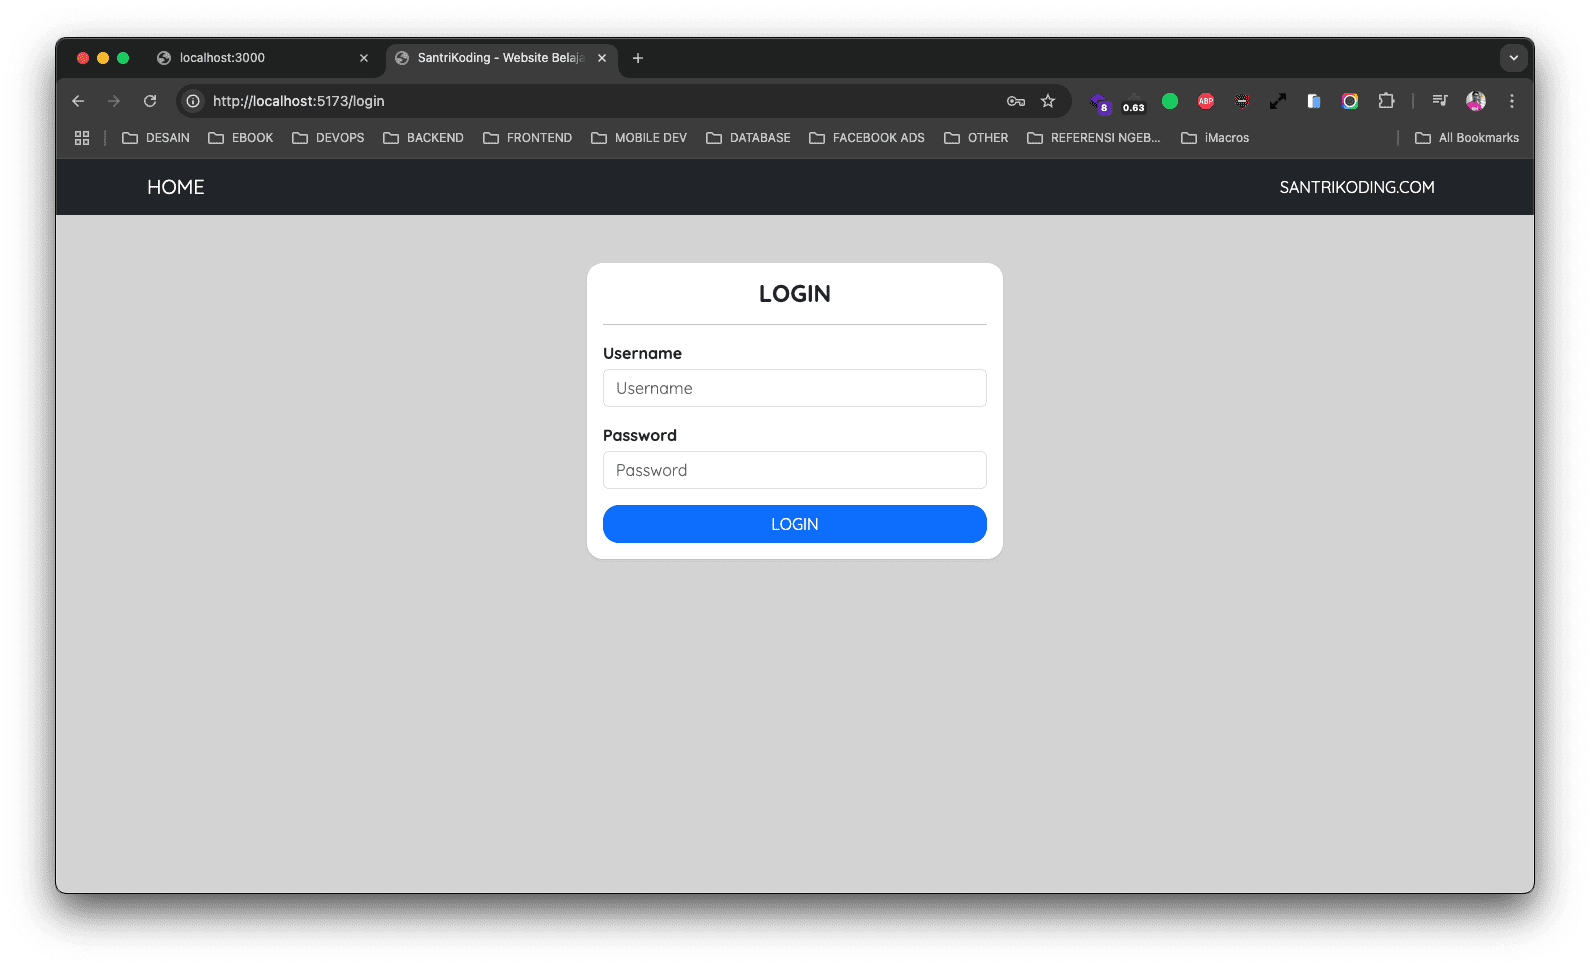 localhost:3000
SantriKoding - Website Belaja
http://localhost:5173/login
8
0.63
ABP
DESAIN EBOOK DEVOPS BACKEND FRONTEND MOBILE DEV DATABASE FACEBOOK ADS OTHER REFERENSI NGEB... iMacros All Bookmarks
HOME SANTRIKODING.COM
LOGIN
Username
Username
Password
Password
LOGIN